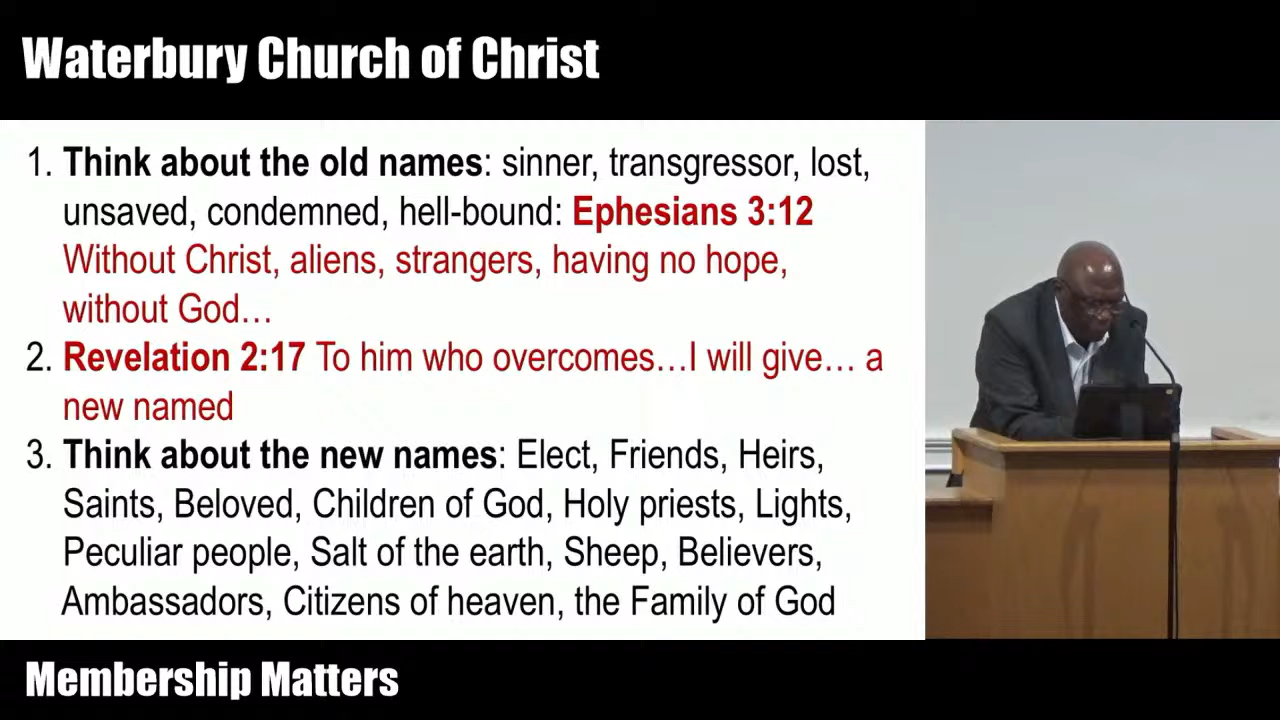 Waterbury Church of Christ
1. Think about the old names: sinner, transgressor, lost,
unsaved, condemned, hell-bound: Ephesians 3:12
Without Christ, aliens, strangers, having no hope,
without God…
2. Revelation 2:17 To him who overcomes…I will give… a
new named
3. Think about the new names: Elect, Friends, Heirs,
Saints, Beloved, Children of God, Holy priests, Lights,
Peculiar people, Salt of the earth, Sheep, Believers,
Ambassadors, Citizens of heaven, the Family of God
Membership Matters